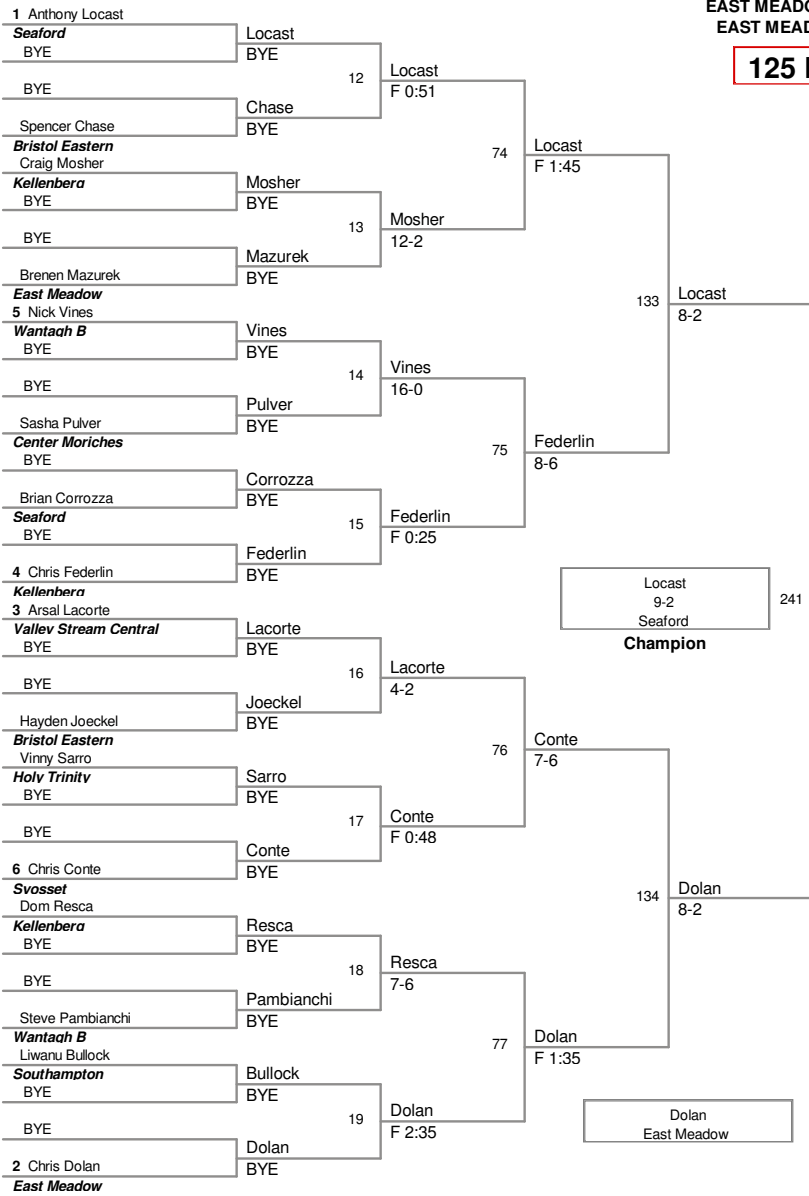 EAST MEADO
EAST MEAD
125
1 Anthony Locast
Seaford
BYE
BYE
Spencer Chase
Bristol Eastern
Craig Mosher
Kellenberg
BYE
BYE
Brenen Mazurek
East Meadow
5 Nick Vines
Wantagh B
BYE
BYE
Sasha Pulver
Center Moriches
BYE
Brian Corrozza
Seaford
BYE
4 Chris Federlin
Kellenberg
3 Arsal Lacorte
Valley Stream Central
BYE
BYE
Hayden Joeckel
Bristol Eastern
Vinny Sarro
Holy Trinity
BYE
BYE
6 Chris Conte
Syosset
Dom Resca
Kellenberg
BYE
BYE
Steve Pambianchi
Wantagh B
Liwanu Bullock
Southampton
BYE
BYE
2 Chris Dolan
East Meadow
Locast
BYE
12
Chase
BYE
Mosher
BYE
13
Mazurek
BYE
Vines
BYE
14
Pulver
BYE
Corrozza
BYE
15
Federlin
BYE
Lacorte
BYE
16
Joeckel
BYE
Sarro
BYE
17
Conte
BYE
Resca
BYE
18
Pambianchi
BYE
Bullock
BYE
19
Dolan
BYE
Locast
F 0:51
74
Mosher
12-2
Vines
16-0
75
Federlin
F 0:25
Lacorte
4-2
76
Conte
F 0:48
Resca
7-6
77
Dolan
F 2:35
Locast
F 1:45
133
Federlin
8-6
Conte
7-6
134
Dolan
F 1:35
Locast
8-2
Dolan
8-2
Locast
9-2
Seaford
241
Champion
Dolan
East Meadow